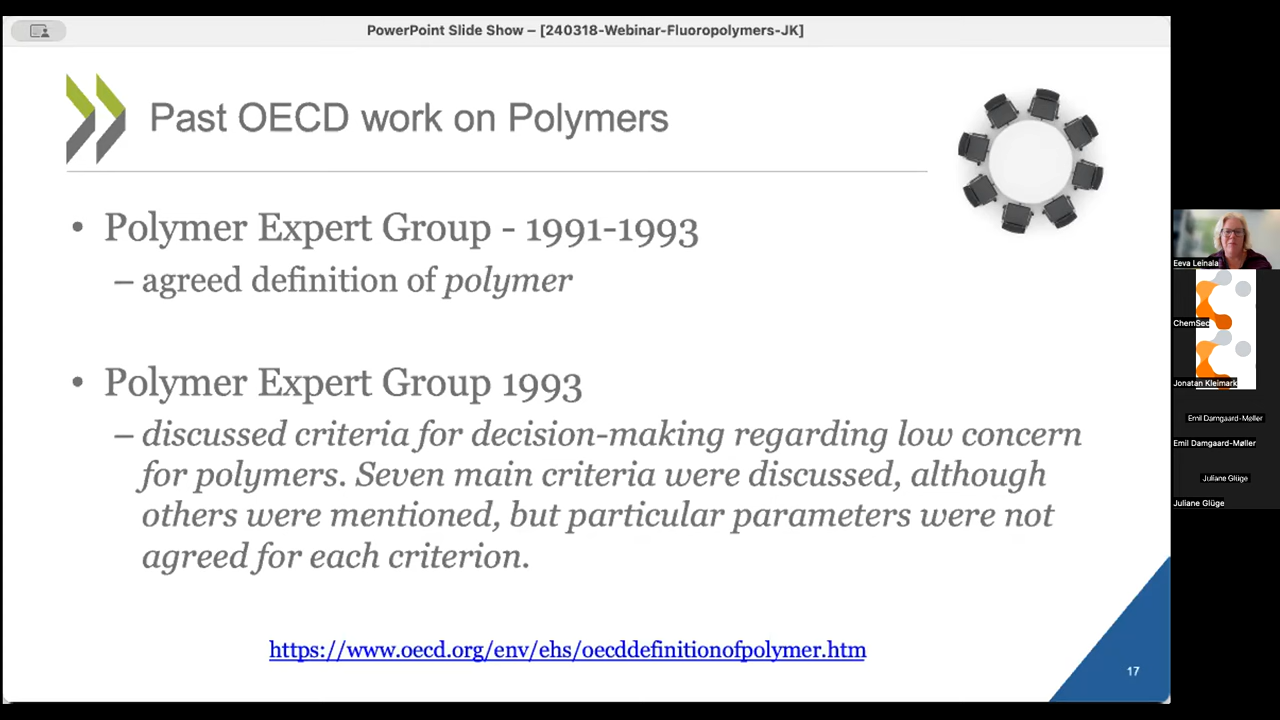 PowerPoint Slide Show – [240318-Webinar-Fluoropolymers-JK]
Past OECD work on Polymers
• Polymer Expert Group - 1991-1993
– agreed definition of polymer
• Polymer Expert Group 1993
– discussed criteria for decision-making regarding low concern
for polymers. Seven main criteria were discussed, although
others were mentioned, but particular parameters were not
agreed for each criterion.
https://www.oecd.org/env/ehs/oecddefinitionofpolymer.htm
17
Eeva Leinala
ChemSec
Jonatan Kleimark
Emil Damgaard-Møller
Emil Damgaard-Møller
Juliane Glüge
Juliane Glüge